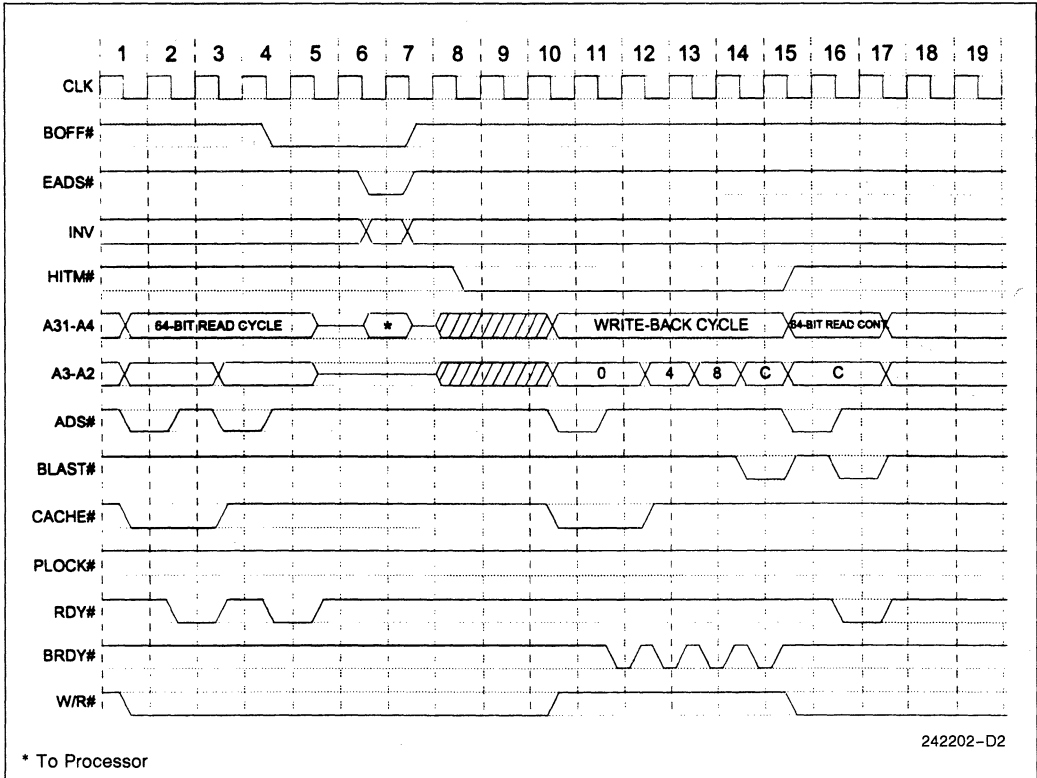 1 2 3 4 5 6 7 8 9 10 11 12 13 14 15 16 17 18 19
CLK
BOFF#
EADS#
INV
HITM#
A31-A4 64-BIT READ CYCLE * WRITE-BACK CYCLE 64-BIT READ CONT.
A3-A2 0 4 8 C C
ADS#
BLAST#
CACHE#
PLOCK#
RDY#
BRDY#
W/R#
242202-D2
* To Processor